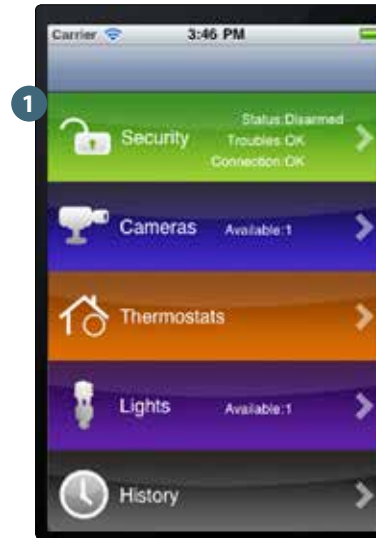 Carrier 3:46 PM
1
Status:Disarmed
Security Troubles:OK
Connection:OK
Cameras Available:1
Thermostats
Lights Available:1
History